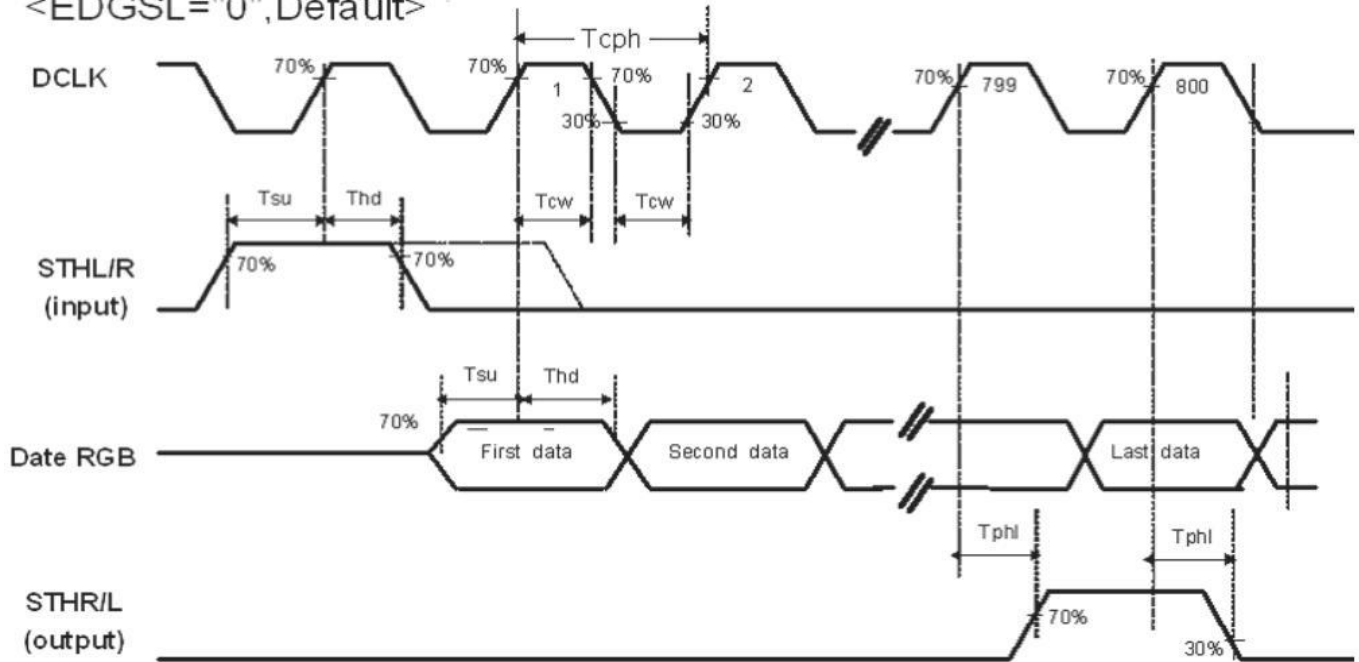 <EDGSL="0",Default>
Tcph
DCLK
70% 70% 1 70% 2 70% 799 70% 800
30% 30%
Tsu Thd Tcw Tcw
STHL/R
(input)
70% 70%
Tsu Thd
70%
Date RGB
First data Second data Last data
Tphl Tphl
STHR/L
(output)
70% 30%